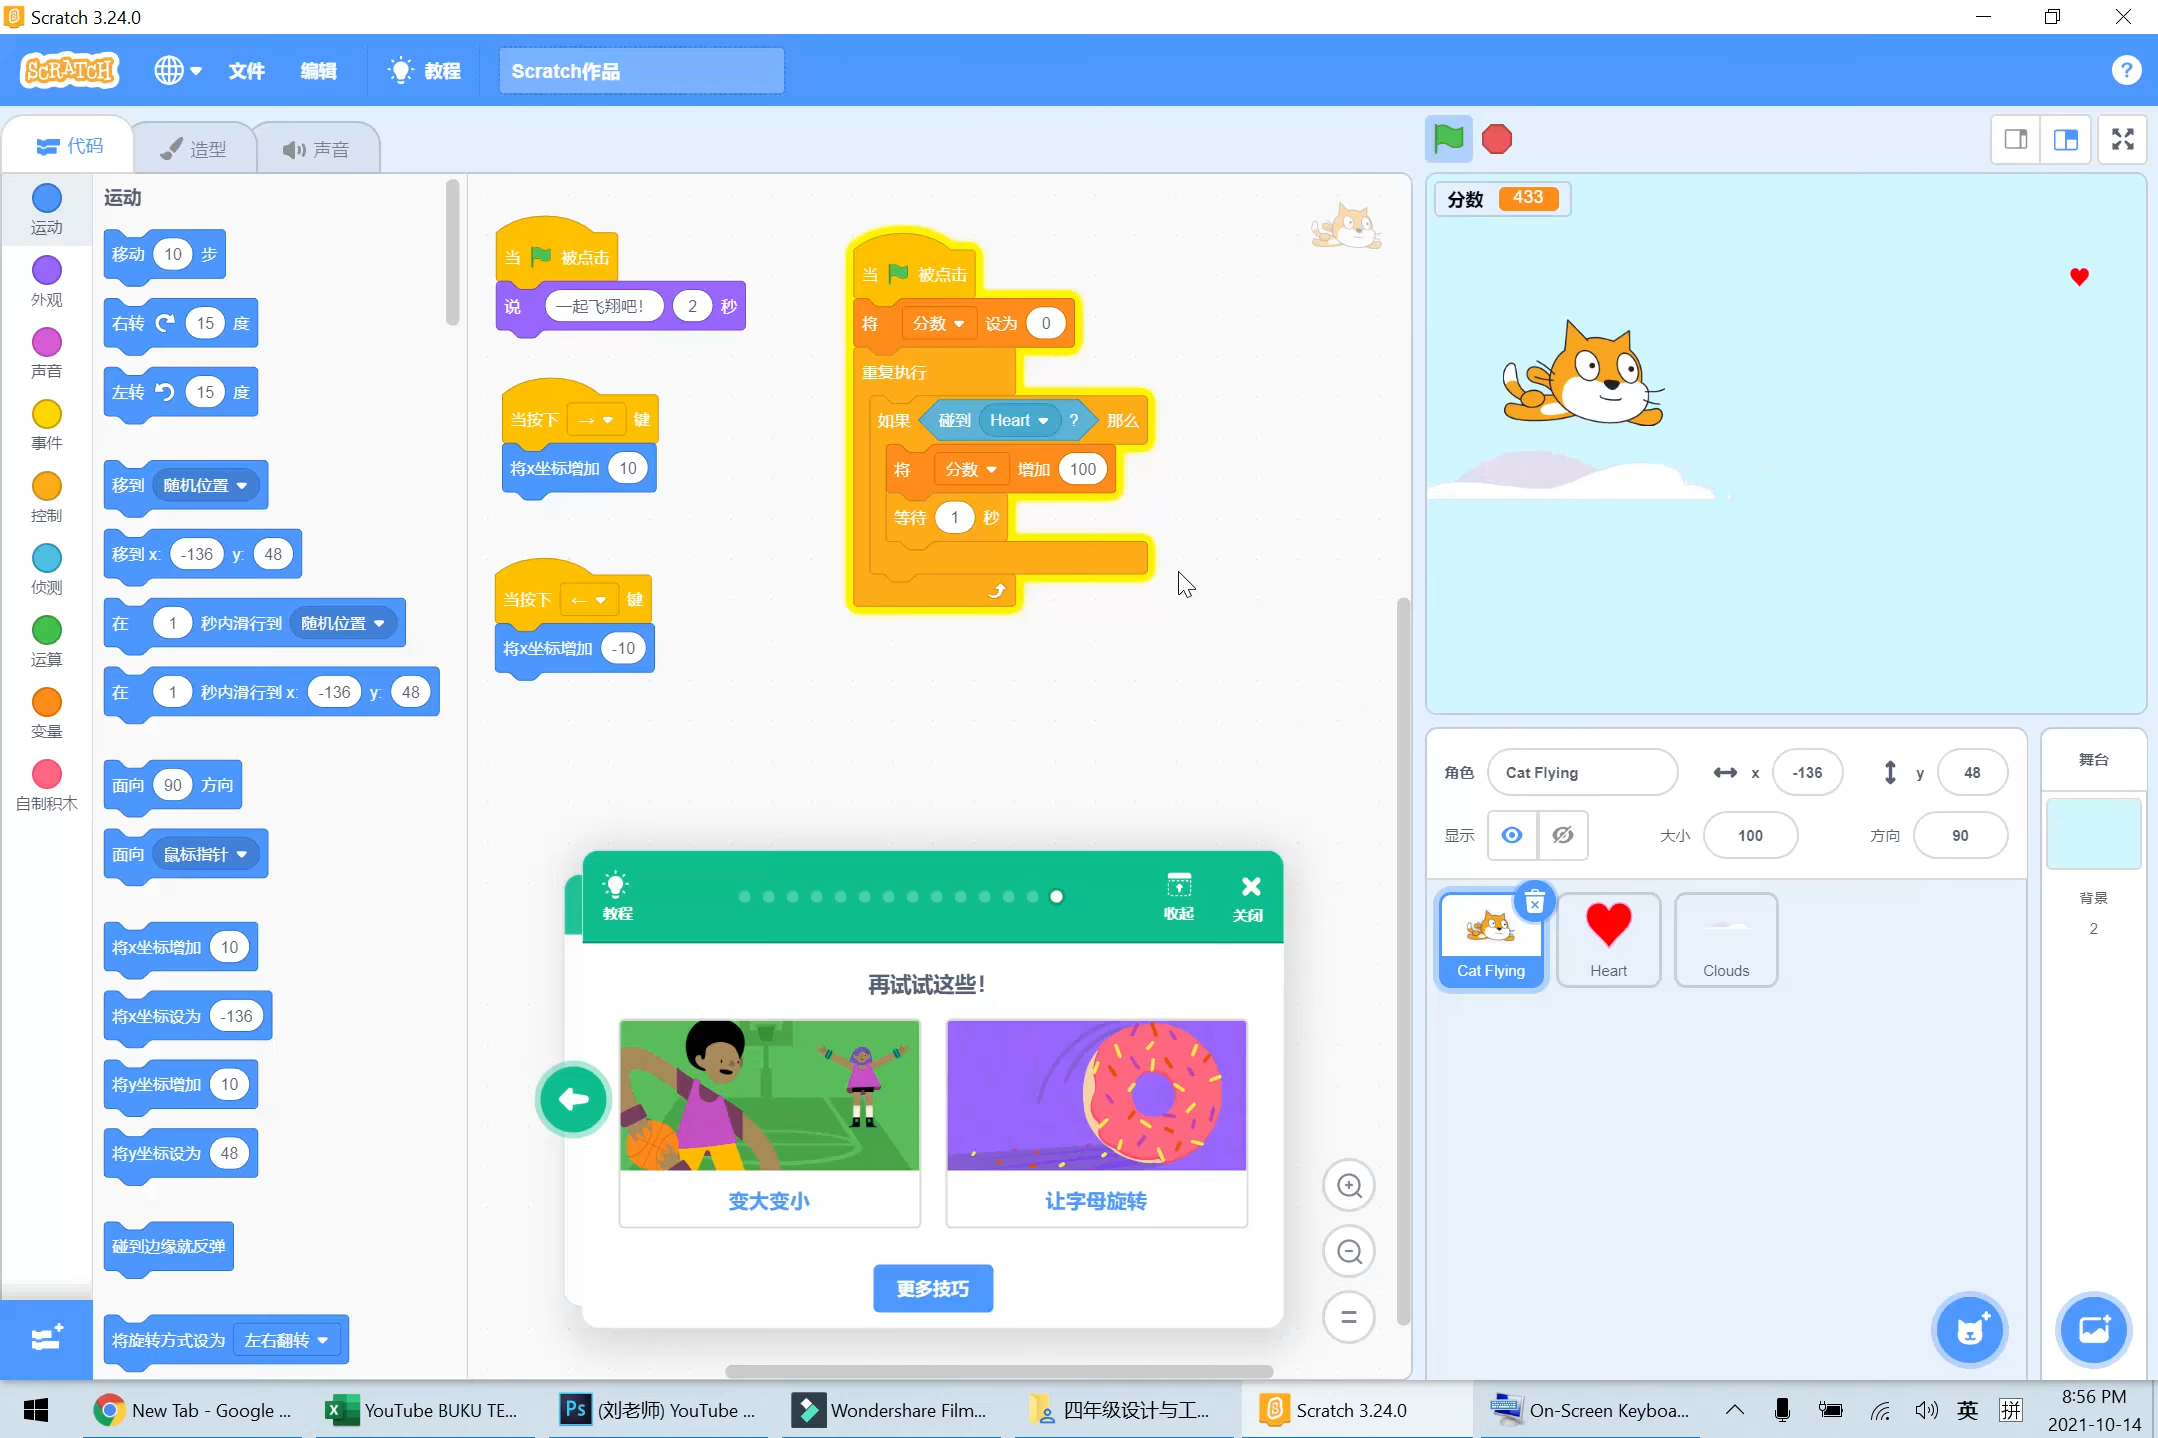 Scratch 3.24.0
SCRATCH 文件 编辑 教程 Scratch作品 ?
代码 造型 声音
运动
外观
声音
事件
控制
侦测
运算
变量
自制积木
运动
移动 10 步
右转 15 度
左转 15 度
移到 随机位置
移到 x: -136 y: 48
在 1 秒内滑行到 随机位置
在 1 秒内滑行到 x: -136 y: 48
面向 90 方向
面向 鼠标指针
将x坐标增加 10
将x坐标设为 -136
将y坐标增加 10
将y坐标设为 48
碰到边缘就反弹
将旋转方式设为 左右翻转
当 被点击
说 一起飞翔吧! 2 秒
当按下 → 键
将x坐标增加 10
当按下 ← 键
将x坐标增加 -10
当 被点击
将 分数 设为 0
重复执行
如果 碰到 Heart ? 那么
将 分数 增加 100
等待 1 秒
教程 收起 关闭
再试试这些!
变大变小 让字母旋转
更多技巧
分数 433
角色 Cat Flying x -136 y 48
显示 大小 100 方向 90
Cat Flying Heart Clouds
舞台
背景
2
New Tab - Google ...
YouTube BUKU TE...
Ps (刘老师) YouTube ...
Wondershare Film...
四年级设计与工...
Scratch 3.24.0
On-Screen Keyboa...
英 拼
8:56 PM
2021-10-14